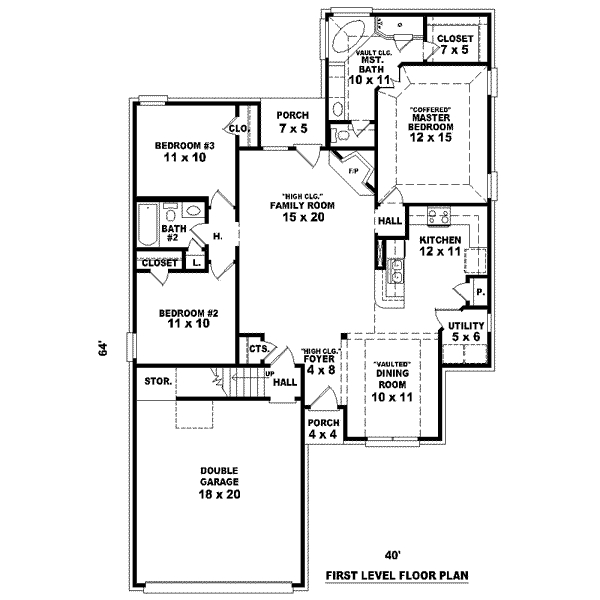 CLOSET
7 x 5
VAULT CLG.
MST.
BATH
10 x 11
"COFFERED"
MASTER
BEDROOM
12 x 15
PORCH
7 x 5
CLO.
BEDROOM #3
11 x 10
F/P
"HIGH CLG."
FAMILY ROOM
15 x 20
HALL
BATH
#2
H.
KITCHEN
12 x 11
CLOSET
L.
P.
BEDROOM #2
11 x 10
UTILITY
5 x 6
64'
CTS.
"HIGH CLG."
FOYER
4 x 8
"VAULTED"
DINING
ROOM
10 x 11
STOR.
UP
HALL
PORCH
4 x 4
DOUBLE
GARAGE
18 x 20
40'
FIRST LEVEL FLOOR PLAN